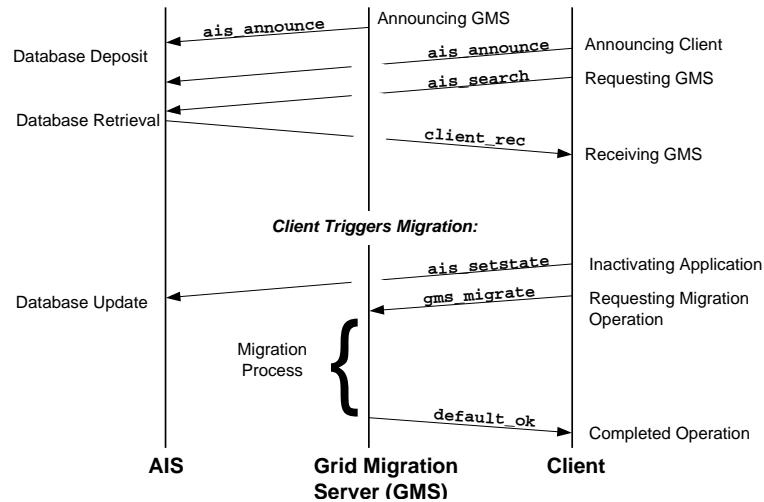 Announcing GMS
ais_announce
Announcing Client
Database Deposit
ais_announce
ais_search
Requesting GMS
Database Retrieval
client_rec
Receiving GMS
Client Triggers Migration:
ais_setstate
Inactivating Application
Database Update
gms_migrate
Requesting Migration
Operation
Migration
Process
default_ok
Completed Operation
AIS
Grid Migration
Server (GMS)
Client